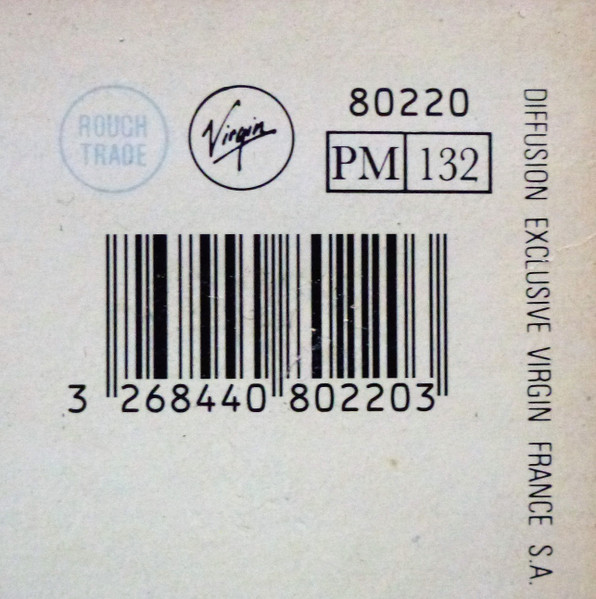 ROUGH
TRADE
Virgin
80220
PM 132
3 268440 802203
DIFFUSION EXCLUSIVE VIRGIN FRANCE S.A.